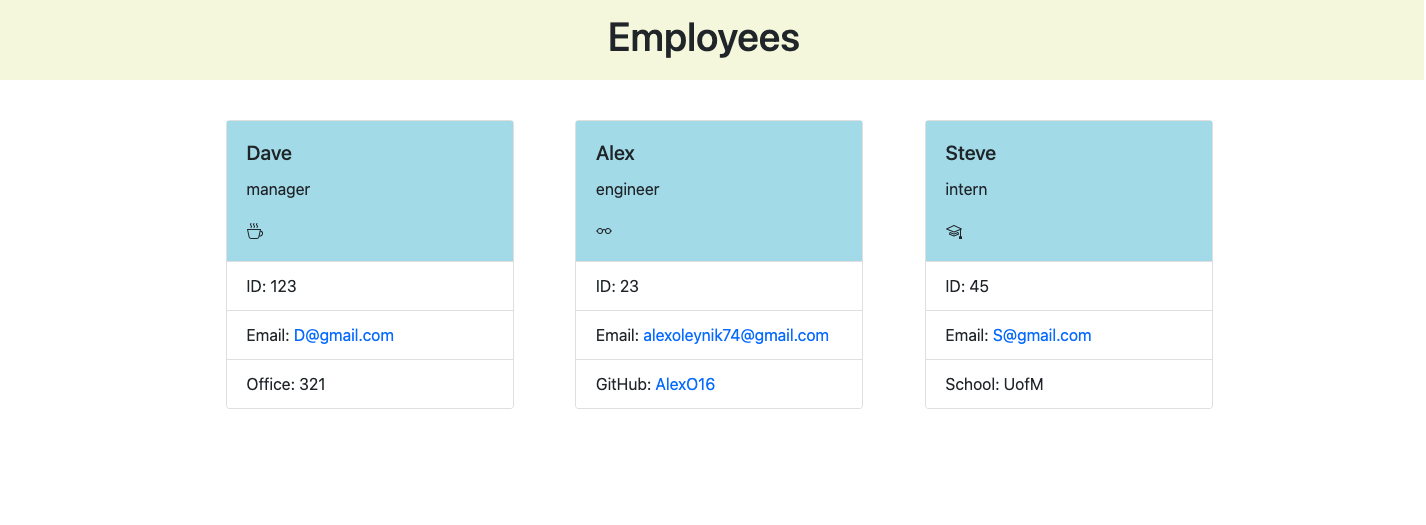 Employees
Dave
manager
ID: 123
Email: D@gmail.com
Office: 321
Alex
engineer
ID: 23
Email: alexoleynik74@gmail.com
GitHub: AlexO16
Steve
intern
ID: 45
Email: S@gmail.com
School: UofM